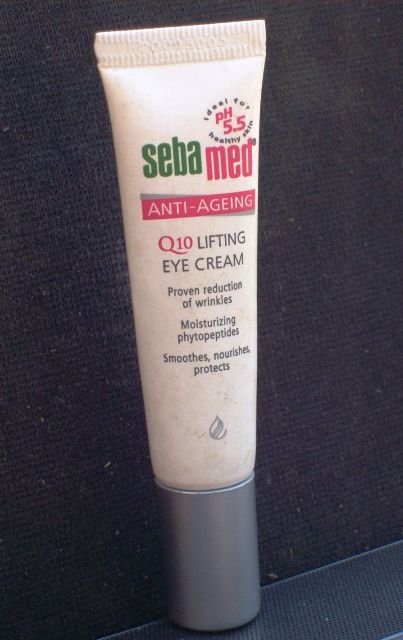 ideal for
pH
5.5
healthy skin
sebamed®
ANTI-AGEING
Q10 LIFTING
EYE CREAM
Proven reduction
of wrinkles
Moisturizing
phytopeptides
Smoothes, nourishes,
protects